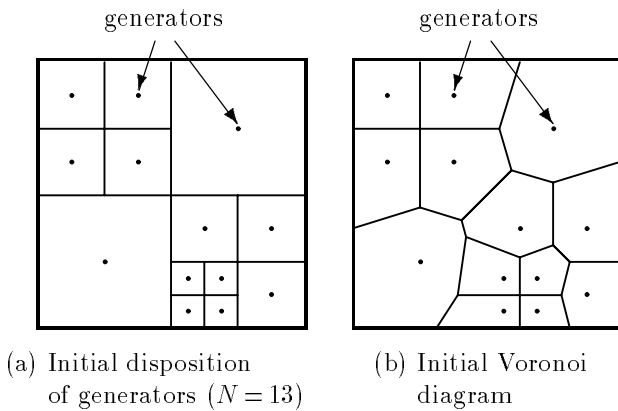 generators
generators
(a) Initial disposition
of generators (N = 13)
(b) Initial Voronoi
diagram